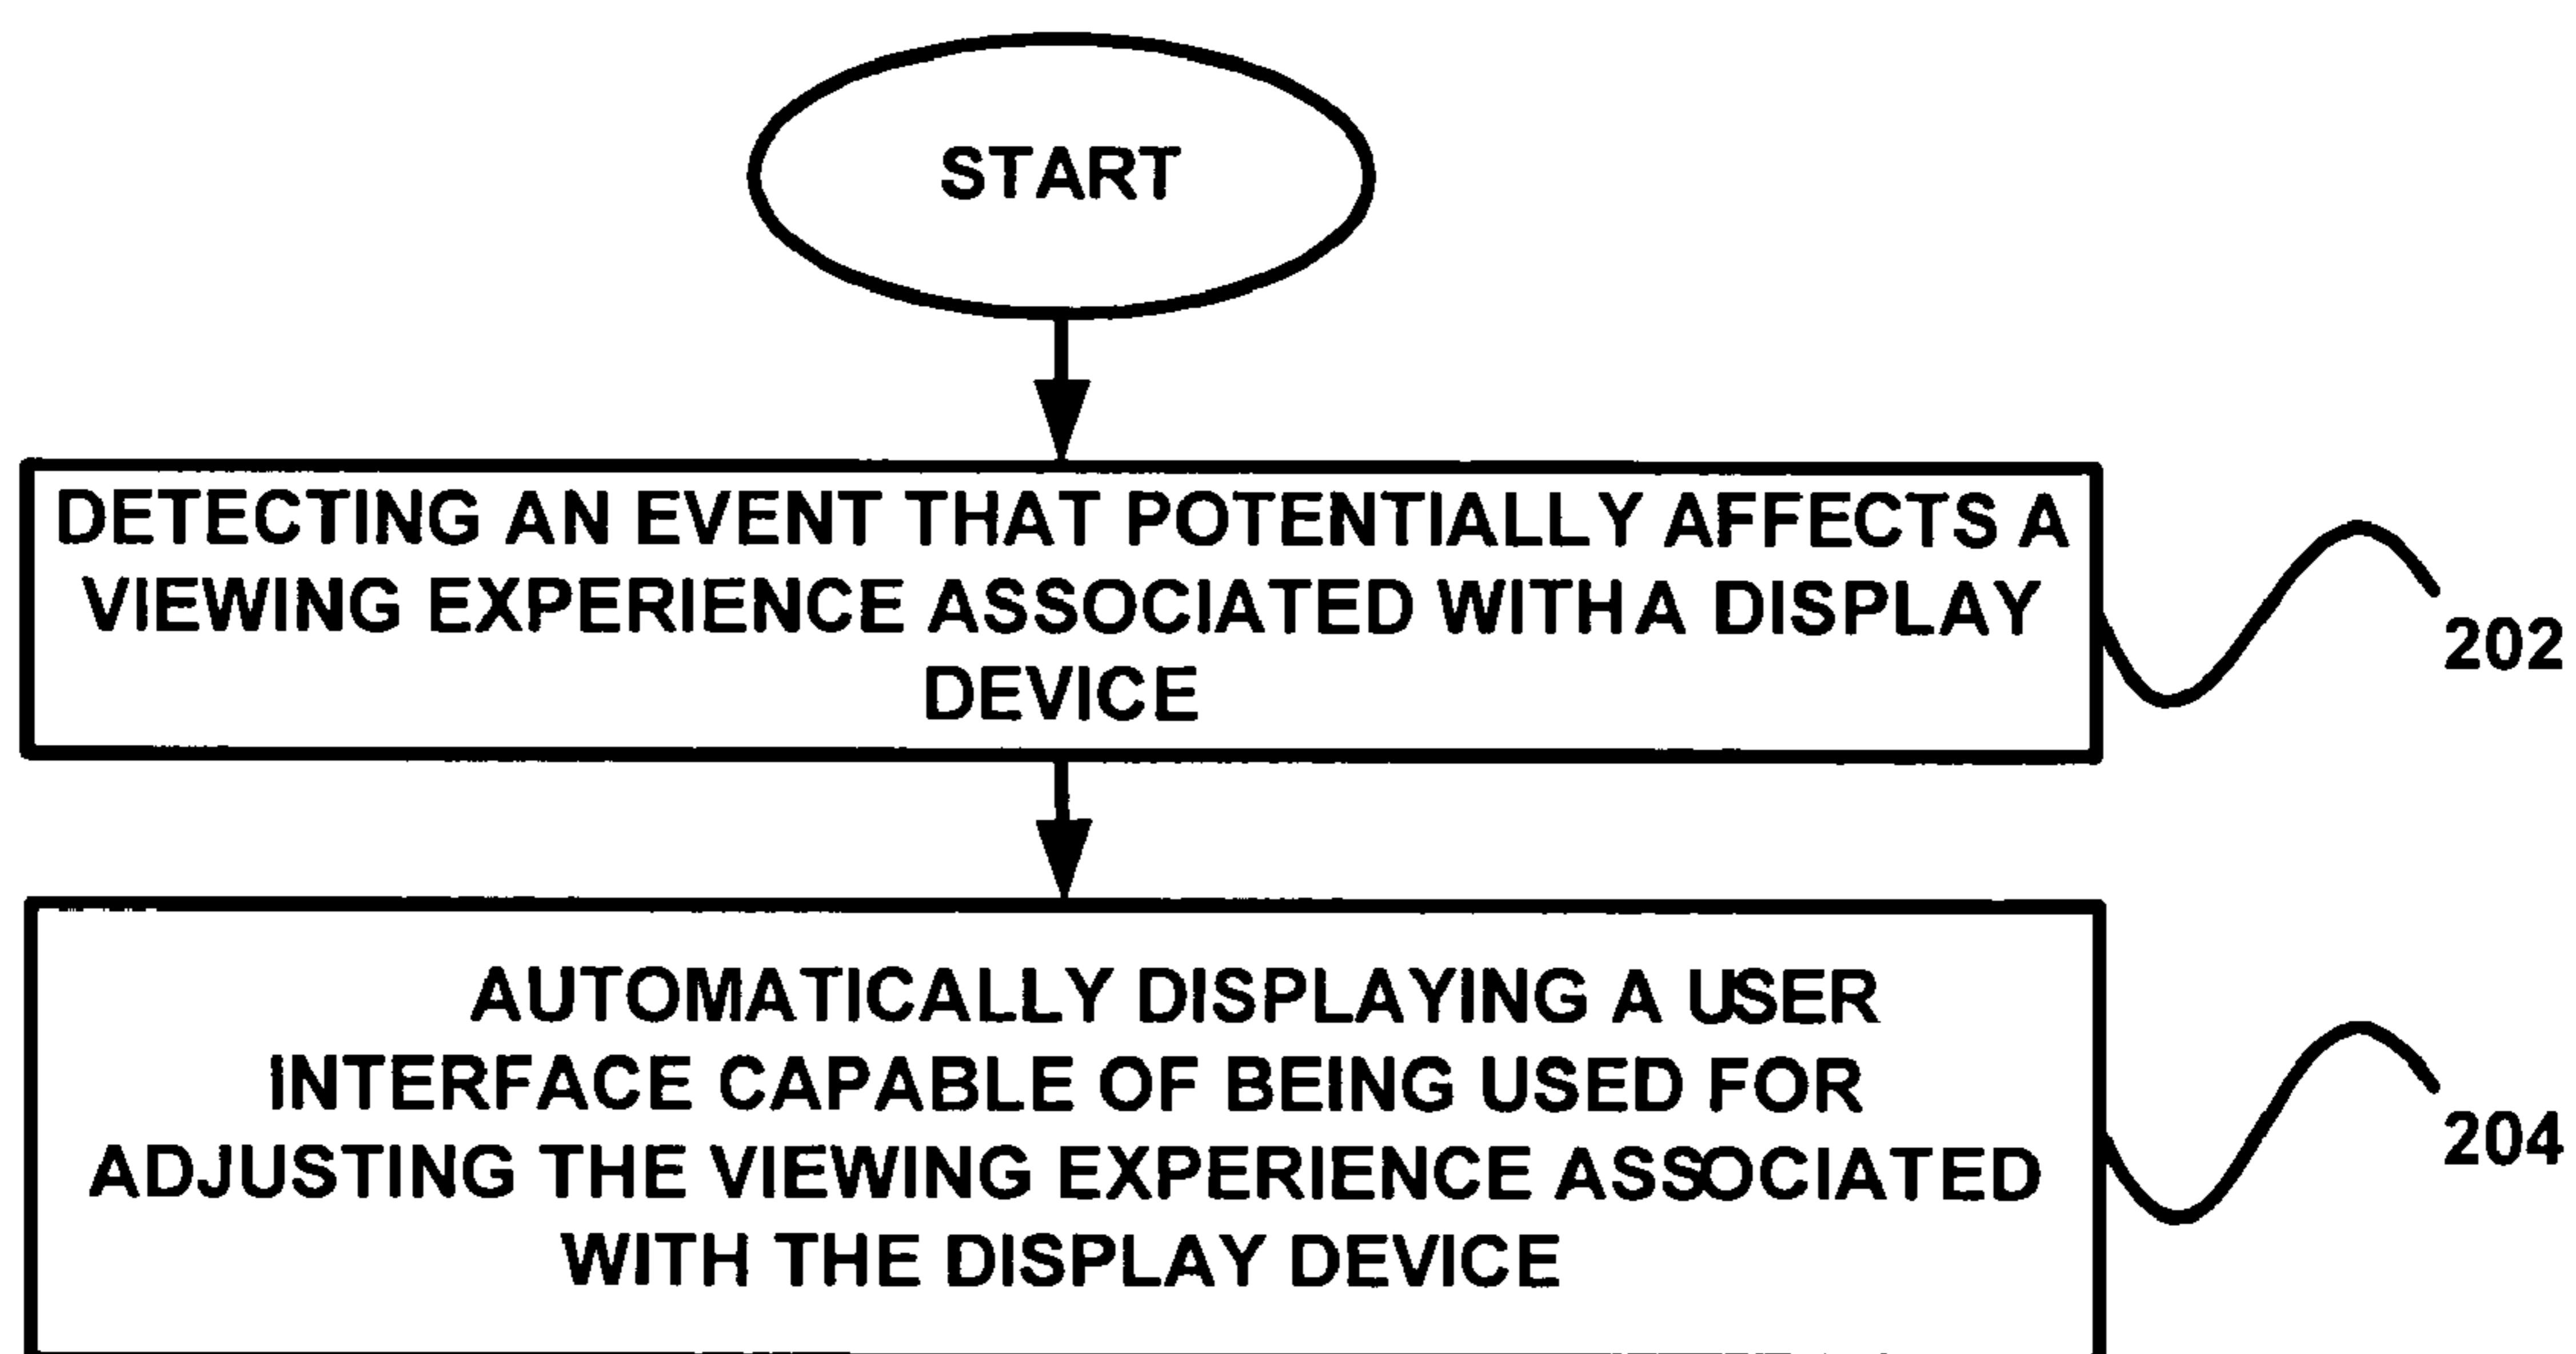 START
DETECTING AN EVENT THAT POTENTIALLY AFFECTS A
VIEWING EXPERIENCE ASSOCIATED WITH A DISPLAY
DEVICE
202
AUTOMATICALLY DISPLAYING A USER
INTERFACE CAPABLE OF BEING USED FOR
ADJUSTING THE VIEWING EXPERIENCE ASSOCIATED
WITH THE DISPLAY DEVICE
204